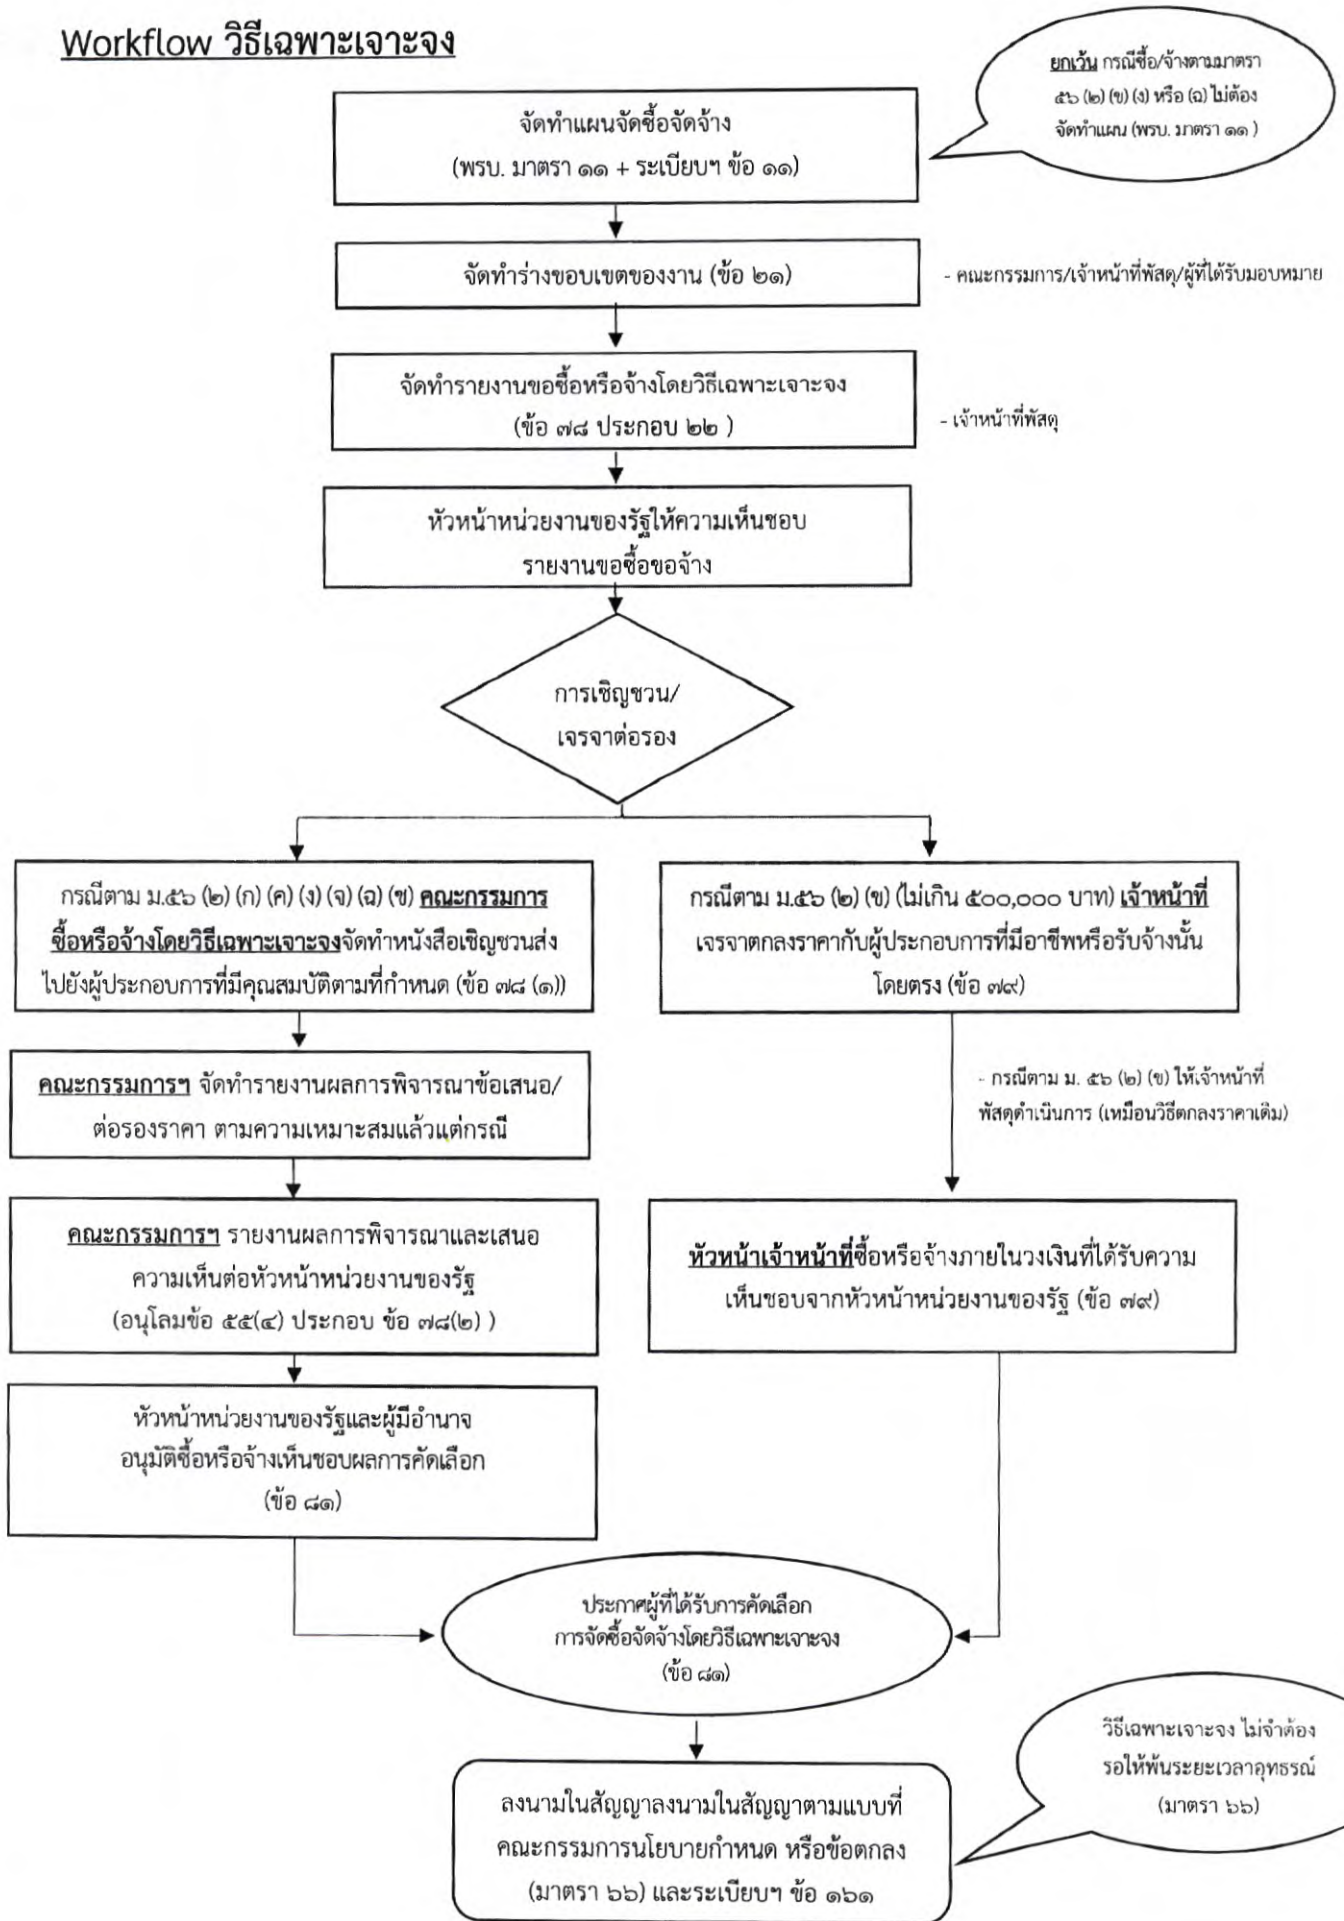 Workflow วิธีเฉพาะเจาะจง
ยกเว้น กรณีซื้อ/จ้างตามมาตรา
๕๖ (๒) (ข) (ง) หรือ (ฉ) ไม่ต้อง
จัดทำแผน (พรบ. มาตรา ๑๑ )
จัดทำแผนจัดซื้อจัดจ้าง
(พรบ. มาตรา ๑๑ + ระเบียบฯ ข้อ ๑๑)
จัดทำร่างขอบเขตของงาน (ข้อ ๒๑)
- คณะกรรมการ/เจ้าหน้าที่พัสดุ/ผู้ที่ได้รับมอบหมาย
จัดทำรายงานขอซื้อหรือจ้างโดยวิธีเฉพาะเจาะจง
(ข้อ ๗๘ ประกอบ ๒๒ )
- เจ้าหน้าที่พัสดุ
หัวหน้าหน่วยงานของรัฐให้ความเห็นชอบ
รายงานขอซื้อขอจ้าง
การเชิญชวน/
เจรจาต่อรอง
กรณีตาม ม.๕๖ (๒) (ก) (ค) (ง) (จ) (ฉ) (ช) คณะกรรมการ
ซื้อหรือจ้างโดยวิธีเฉพาะเจาะจงจัดทำหนังสือเชิญชวนส่ง
ไปยังผู้ประกอบการที่มีคุณสมบัติตามที่กำหนด (ข้อ ๗๘ (๑))
กรณีตาม ม.๕๖ (๒) (ข) (ไม่เกิน ๕๐๐,๐๐๐ บาท) เจ้าหน้าที่
เจรจาตกลงราคากับผู้ประกอบการที่มีอาชีพหรือรับจ้างนั้น
โดยตรง (ข้อ ๗๙)
คณะกรรมการฯ จัดทำรายงานผลการพิจารณาข้อเสนอ/
ต่อรองราคา ตามความเหมาะสมแล้วแต่กรณี
- กรณีตาม ม. ๕๖ (๒) (ข) ให้เจ้าหน้าที่
พัสดุดำเนินการ (เหมือนวิธีตกลงราคาเดิม)
คณะกรรมการฯ รายงานผลการพิจารณาและเสนอ
ความเห็นต่อหัวหน้าหน่วยงานของรัฐ
(อนุโลมข้อ ๕๕(๔) ประกอบ ข้อ ๗๘(๒) )
หัวหน้าเจ้าหน้าที่ซื้อหรือจ้างภายในวงเงินที่ได้รับความ
เห็นชอบจากหัวหน้าหน่วยงานของรัฐ (ข้อ ๗๙)
หัวหน้าหน่วยงานของรัฐและผู้มีอำนาจ
อนุมัติซื้อหรือจ้างเห็นชอบผลการคัดเลือก
(ข้อ ๘๑)
ประกาศผู้ที่ได้รับการคัดเลือก
การจัดซื้อจัดจ้างโดยวิธีเฉพาะเจาะจง
(ข้อ ๘๑)
วิธีเฉพาะเจาะจง ไม่จำต้อง
รอให้พ้นระยะเวลาอุทธรณ์
(มาตรา ๖๖)
ลงนามในสัญญาลงนามในสัญญาตามแบบที่
คณะกรรมการนโยบายกำหนด หรือข้อตกลง
(มาตรา ๖๖) และระเบียบฯ ข้อ ๑๖๑